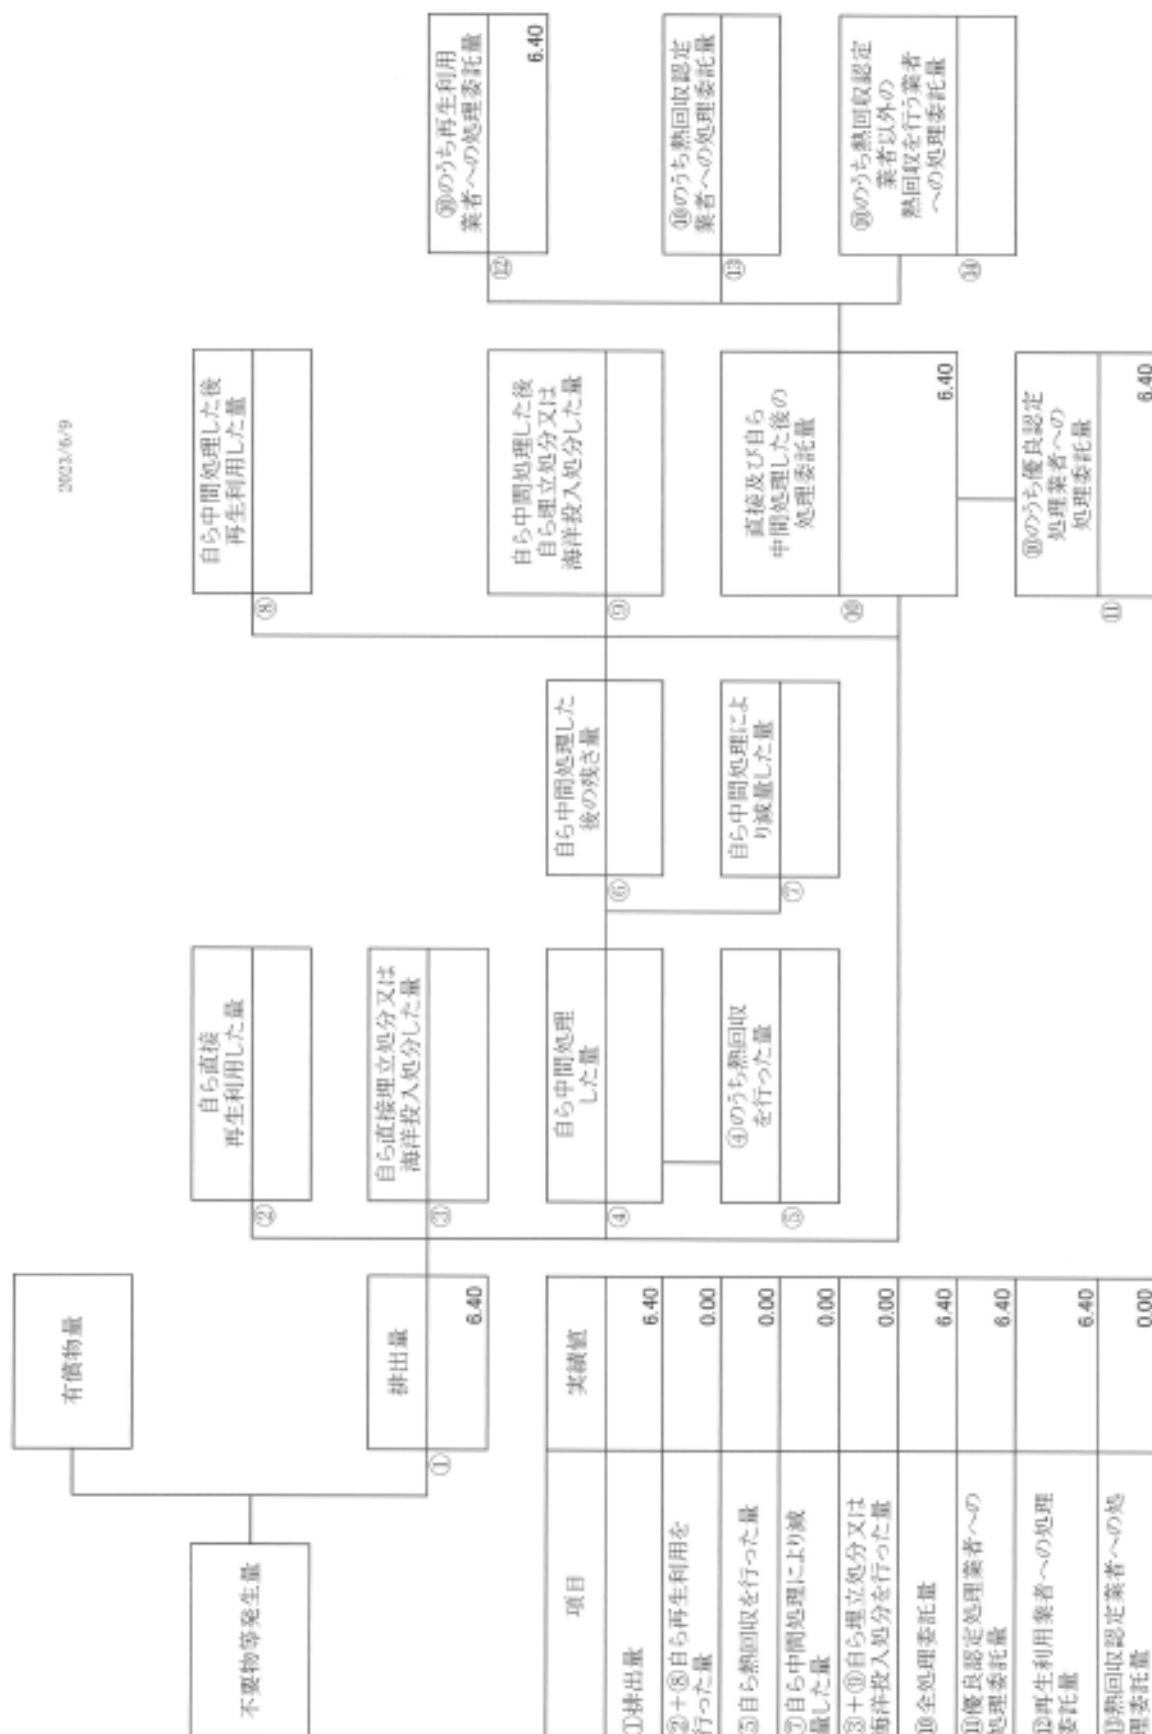 2023/6/9
有償物量
不要物等発生量
排出量
①
6.40
自ら直接
再生利用した量
②
自ら直接埋立処分又は
海洋投入処分した量
③
自ら中間処理
した量
④
④のうち熱回収
を行った量
⑤
自ら中間処理した
後の残さ量
⑥
自ら中間処理によ
り減量した量
⑦
自ら中間処理した後
再生利用した量
⑧
自ら中間処理した後
自ら埋立処分又は
海洋投入処分した量
⑨
直接及び自ら
中間処理した後の
処理委託量
⑩
6.40
⑩のうち優良認定
処理業者への
処理委託量
⑪
6.40
⑩のうち再生利用
業者への処理委託量
⑫
6.40
⑩のうち熱回収認定
業者への処理委託量
⑬
⑩のうち熱回収認定
業者以外の
熱回収を行う業者
への処理委託量
⑭
項目
実績値
①排出量
6.40
②+⑧自ら再生利用を
行った量
0.00
⑤自ら熱回収を行った量
0.00
⑦自ら中間処理により減
量した量
0.00
③+⑨自ら埋立処分又は
海洋投入処分を行った量
0.00
⑩全処理委託量
6.40
⑪優良認定処理業者への
処理委託量
6.40
⑫再生利用業者への処理
委託量
6.40
⑬熱回収認定業者への処
理委託量
0.00